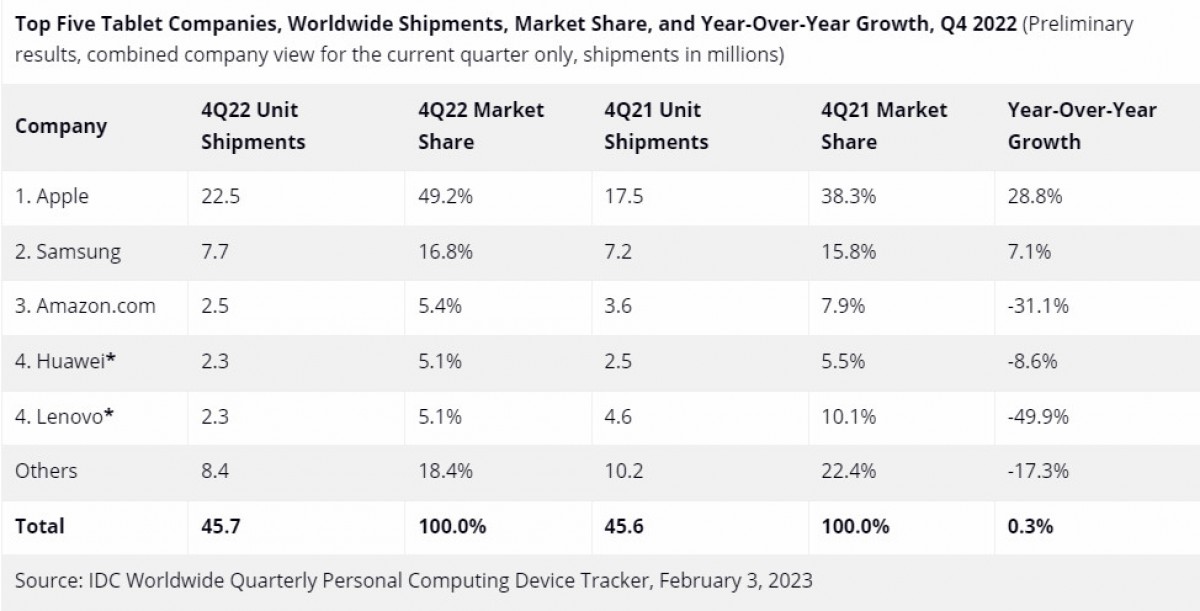 Top Five Tablet Companies, Worldwide Shipments, Market Share, and Year-Over-Year Growth, Q4 2022 (Preliminary
results, combined company view for the current quarter only, shipments in millions)
Company 4Q22 Unit Shipments 4Q22 Market Share 4Q21 Unit Shipments 4Q21 Market Share Year-Over-Year Growth
1. Apple 22.5 49.2% 17.5 38.3% 28.8%
2. Samsung 7.7 16.8% 7.2 15.8% 7.1%
3. Amazon.com 2.5 5.4% 3.6 7.9% -31.1%
4. Huawei* 2.3 5.1% 2.5 5.5% -8.6%
4. Lenovo* 2.3 5.1% 4.6 10.1% -49.9%
Others 8.4 18.4% 10.2 22.4% -17.3%
Total 45.7 100.0% 45.6 100.0% 0.3%
Source: IDC Worldwide Quarterly Personal Computing Device Tracker, February 3, 2023